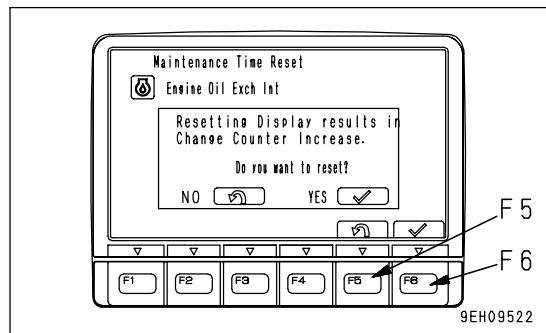 Maintenance Time Reset
Engine Oil Exch Int
Resetting Display results in
Change Counter Increase.
Do you want to reset?
NO YES
F5
F6
F1 F2 F3 F4 F5 F6
9EH09522